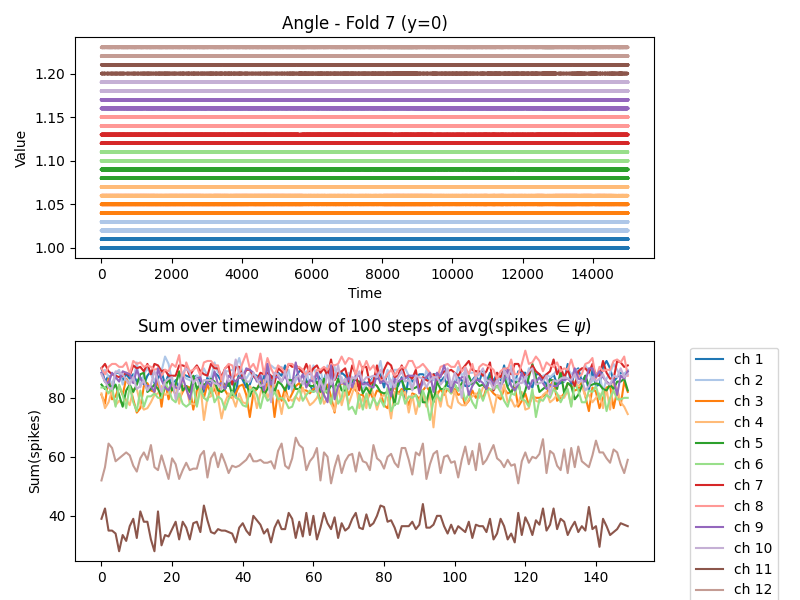 Angle - Fold 7 (y=0)
1.20
1.15
1.10
1.05
1.00
Value
0 2000 4000 6000 8000 10000 12000 14000
Time
Sum over timewindow of 100 steps of avg(spikes ∈ ψ)
80
60
40
Sum(spikes)
0 20 40 60 80 100 120 140
ch 1
ch 2
ch 3
ch 4
ch 5
ch 6
ch 7
ch 8
ch 9
ch 10
ch 11
ch 12